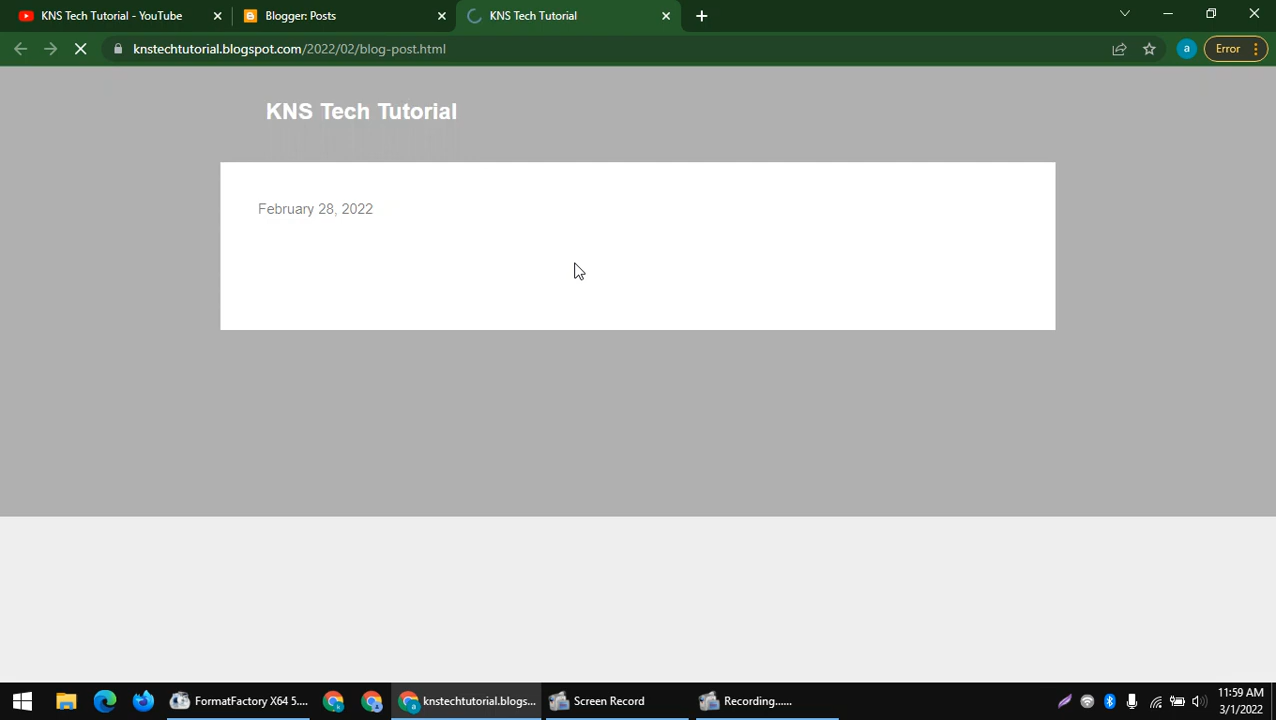 KNS Tech Tutorial - YouTube
Blogger: Posts
KNS Tech Tutorial
knstechtutorial.blogspot.com/2022/02/blog-post.html
a
Error
KNS Tech Tutorial
February 28, 2022
FormatFactory X64 5....
knstechtutorial.blogs...
Screen Record
Recording......
11:59 AM
3/1/2022